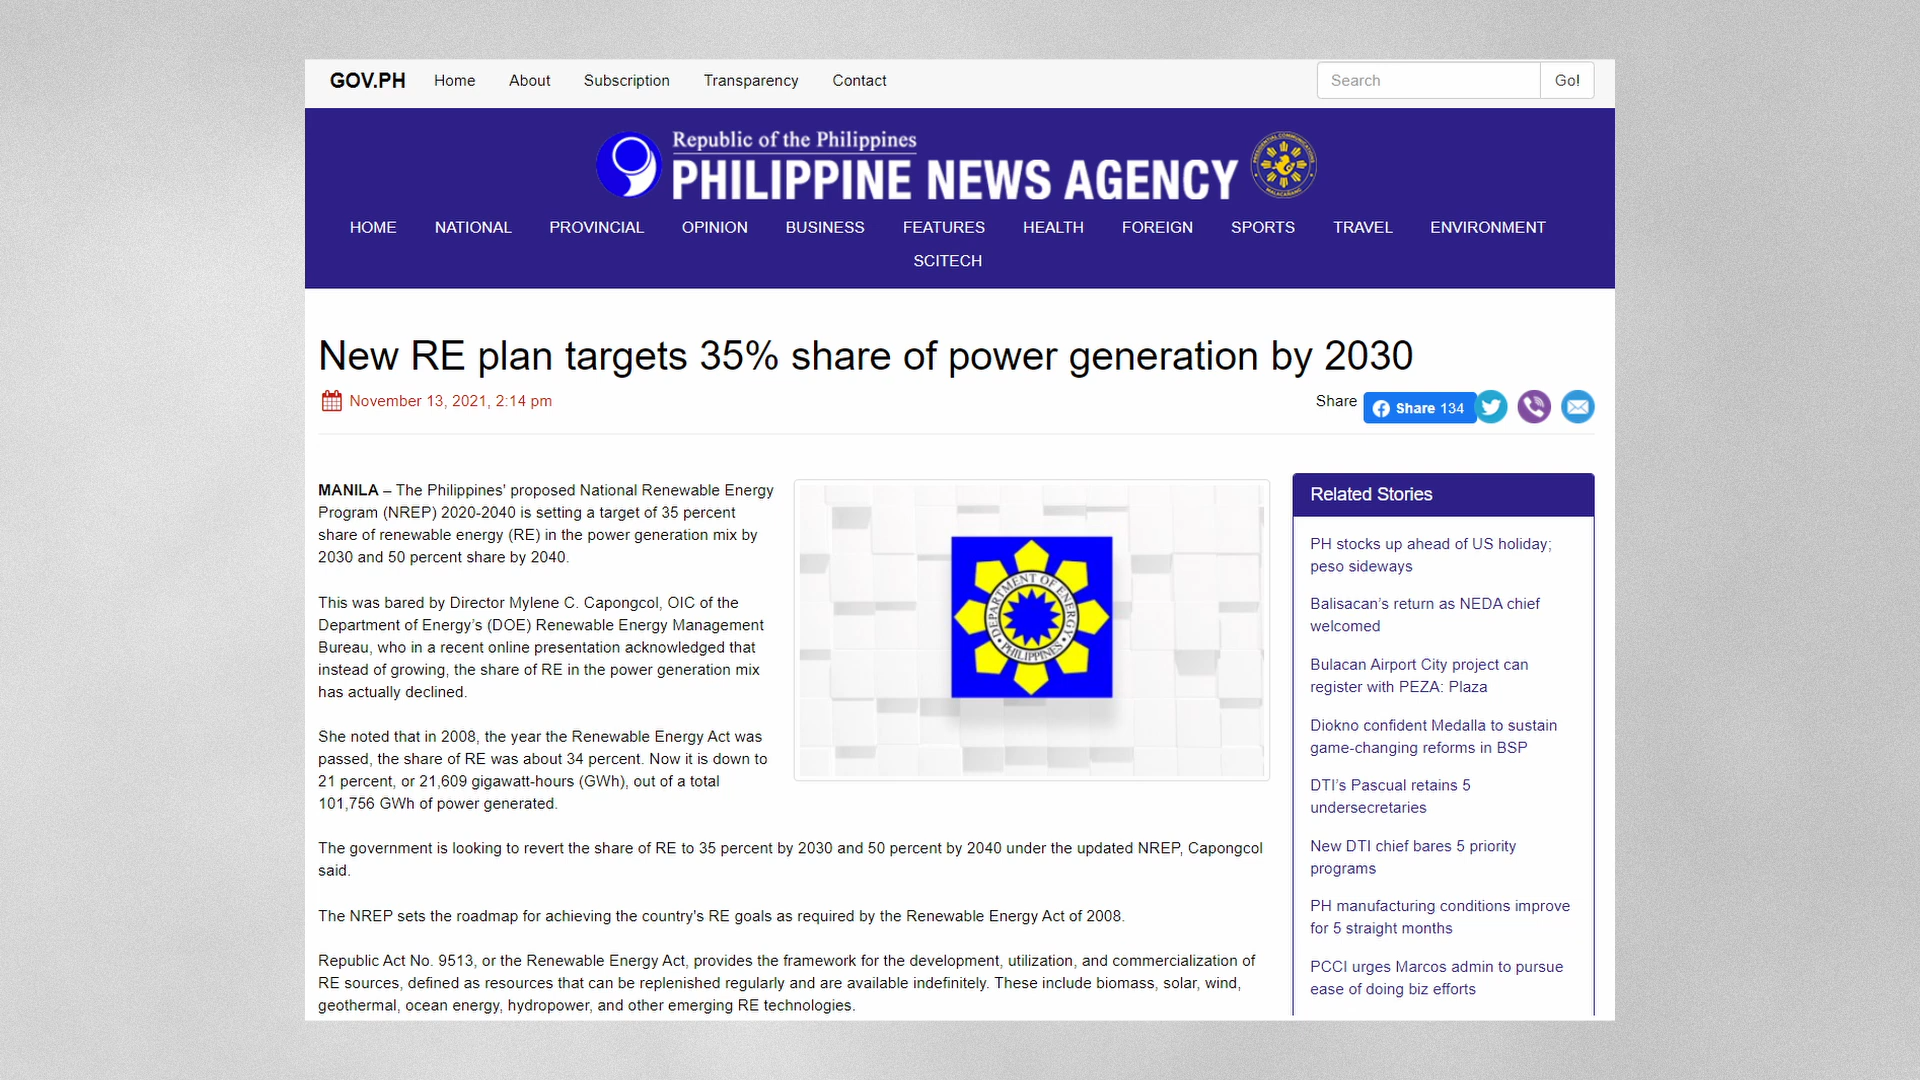 GOV.PH Home About Subscription Transparency Contact Search Go!
Republic of the Philippines
PHILIPPINE NEWS AGENCY
PRESIDENTIAL COMMUNICATIONS
MALACAÑANG
HOME NATIONAL PROVINCIAL OPINION BUSINESS FEATURES HEALTH FOREIGN SPORTS TRAVEL ENVIRONMENT
SCITECH
New RE plan targets 35% share of power generation by 2030
November 13, 2021, 2:14 pm
Share Share 134
MANILA – The Philippines' proposed National Renewable Energy
Program (NREP) 2020-2040 is setting a target of 35 percent
share of renewable energy (RE) in the power generation mix by
2030 and 50 percent share by 2040.
This was bared by Director Mylene C. Capongcol, OIC of the
Department of Energy's (DOE) Renewable Energy Management
Bureau, who in a recent online presentation acknowledged that
instead of growing, the share of RE in the power generation mix
has actually declined.
She noted that in 2008, the year the Renewable Energy Act was
passed, the share of RE was about 34 percent. Now it is down to
21 percent, or 21,609 gigawatt-hours (GWh), out of a total
101,756 GWh of power generated.
DEPARTMENT OF ENERGY
PHILIPPINES
The government is looking to revert the share of RE to 35 percent by 2030 and 50 percent by 2040 under the updated NREP, Capongcol
said.
The NREP sets the roadmap for achieving the country's RE goals as required by the Renewable Energy Act of 2008.
Republic Act No. 9513, or the Renewable Energy Act, provides the framework for the development, utilization, and commercialization of
RE sources, defined as resources that can be replenished regularly and are available indefinitely. These include biomass, solar, wind,
geothermal, ocean energy, hydropower, and other emerging RE technologies.
Related Stories
PH stocks up ahead of US holiday;
peso sideways
Balisacan's return as NEDA chief
welcomed
Bulacan Airport City project can
register with PEZA: Plaza
Diokno confident Medalla to sustain
game-changing reforms in BSP
DTI's Pascual retains 5
undersecretaries
New DTI chief bares 5 priority
programs
PH manufacturing conditions improve
for 5 straight months
PCCI urges Marcos admin to pursue
ease of doing biz efforts